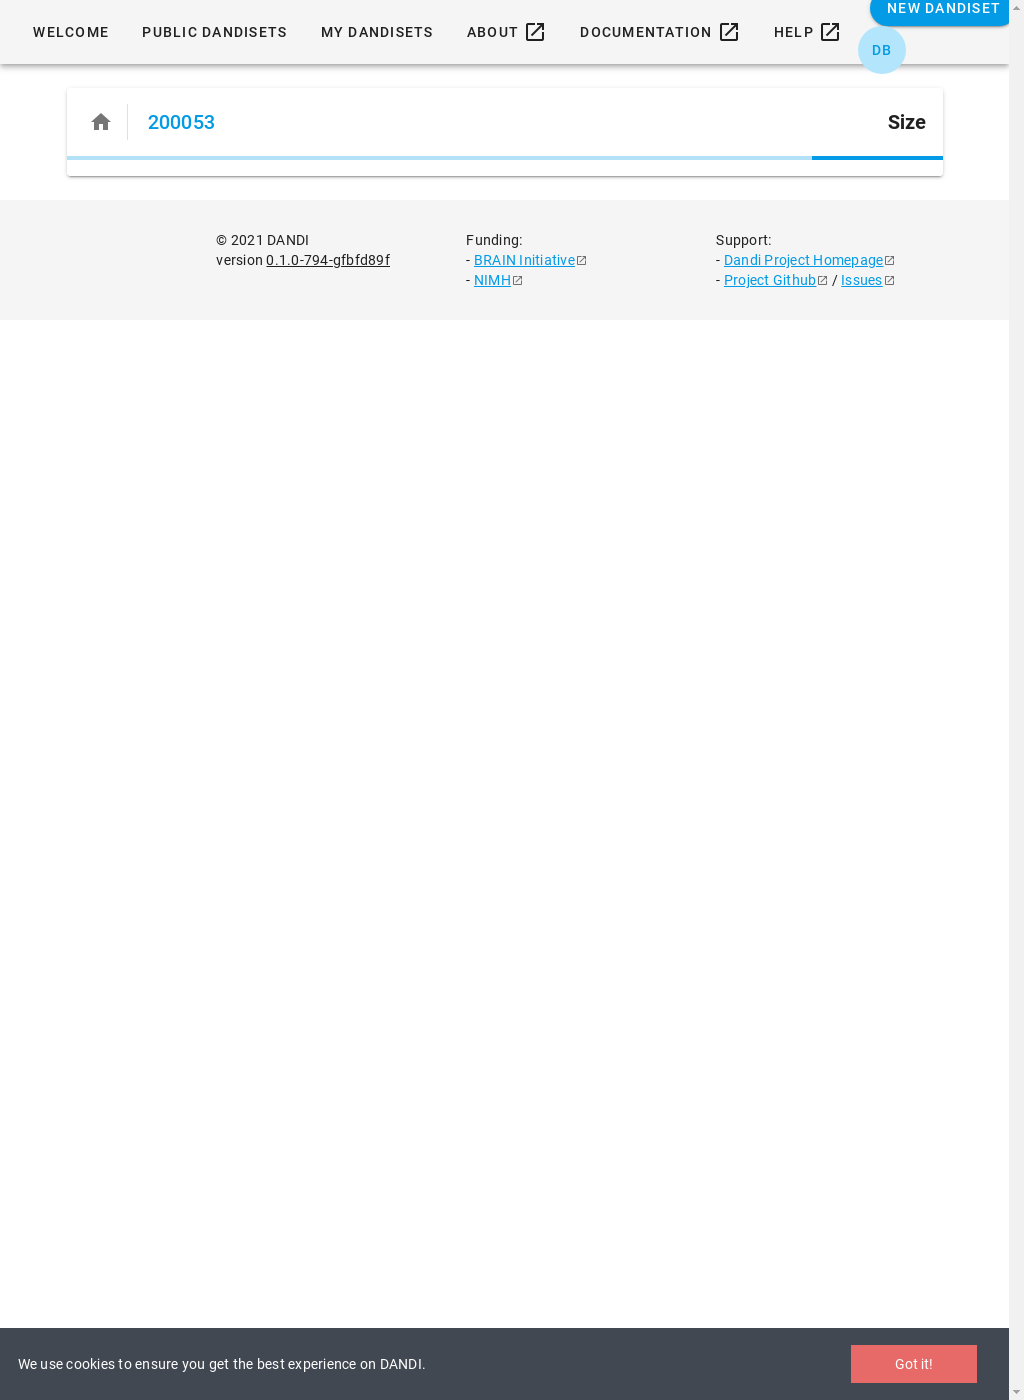 NEW DANDISET
WELCOME PUBLIC DANDISETS MY DANDISETS ABOUT DOCUMENTATION HELP
DB
200053 Size
© 2021 DANDI
version 0.1.0-794-gfbfd89f
Funding:
- BRAIN Initiative
- NIMH
Support:
- Dandi Project Homepage
- Project Github / Issues
We use cookies to ensure you get the best experience on DANDI.
Got it!